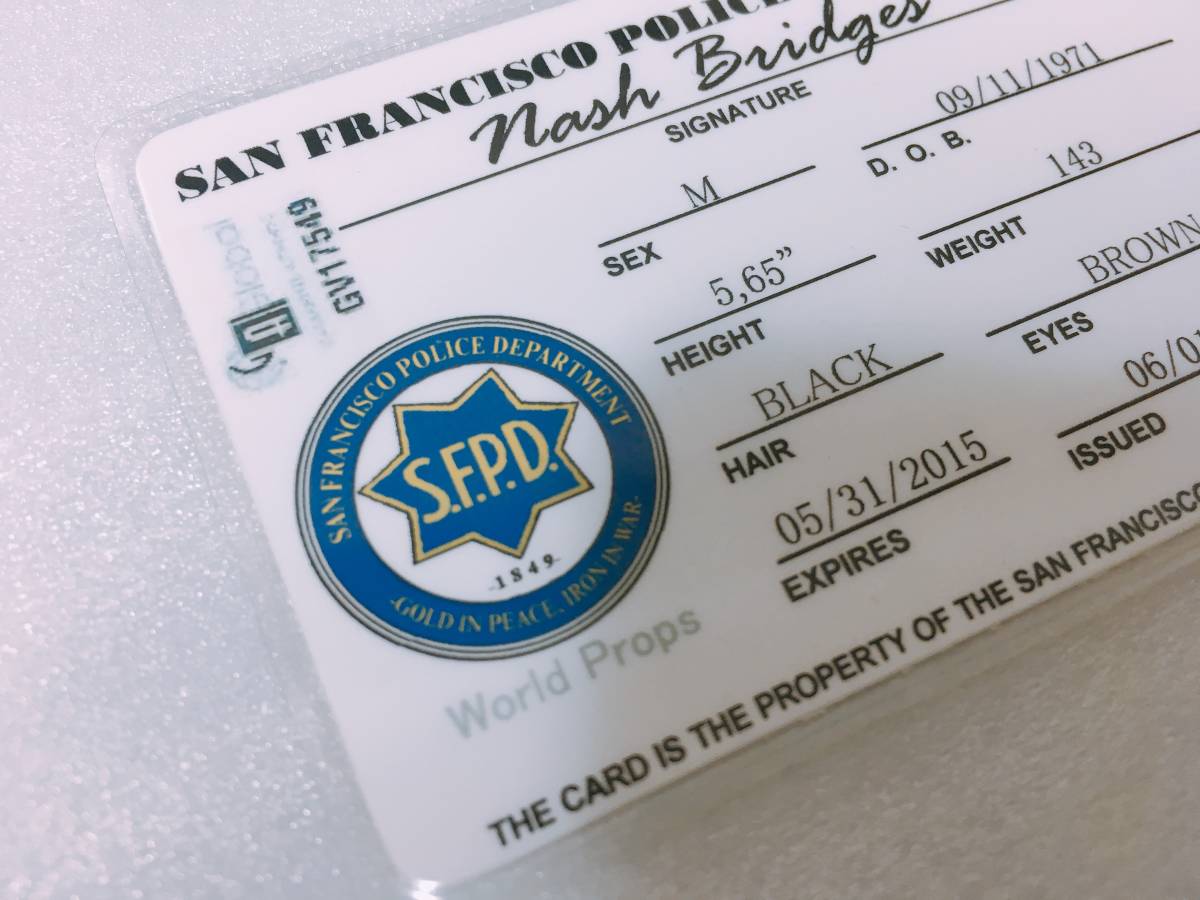 SAN FRANCISCO POLICE
Nash Bridges
SIGNATURE
09/11/1971
D. O. B.
M
SEX
143
WEIGHT
5,65”
HEIGHT
BROWN
EYES
BLACK
HAIR
06/01
ISSUED
05/31/2015
EXPIRES
GV17549
SAN FRANCISCO POLICE DEPARTMENT
S.F.P.D.
-1849-
-GOLD IN PEACE, IRON IN WAR-
World Props
THE CARD IS THE PROPERTY OF THE SAN FRANCISCO